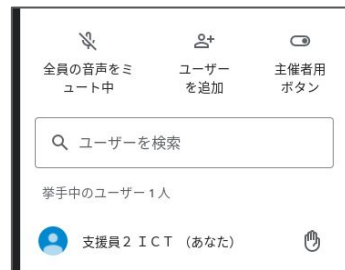 全員の音声をミ
ュート中
ユーザー
を追加
主催者用
ボタン
ユーザーを検索
挙手中のユーザー 1 人
支援員２ ＩＣＴ （あなた）